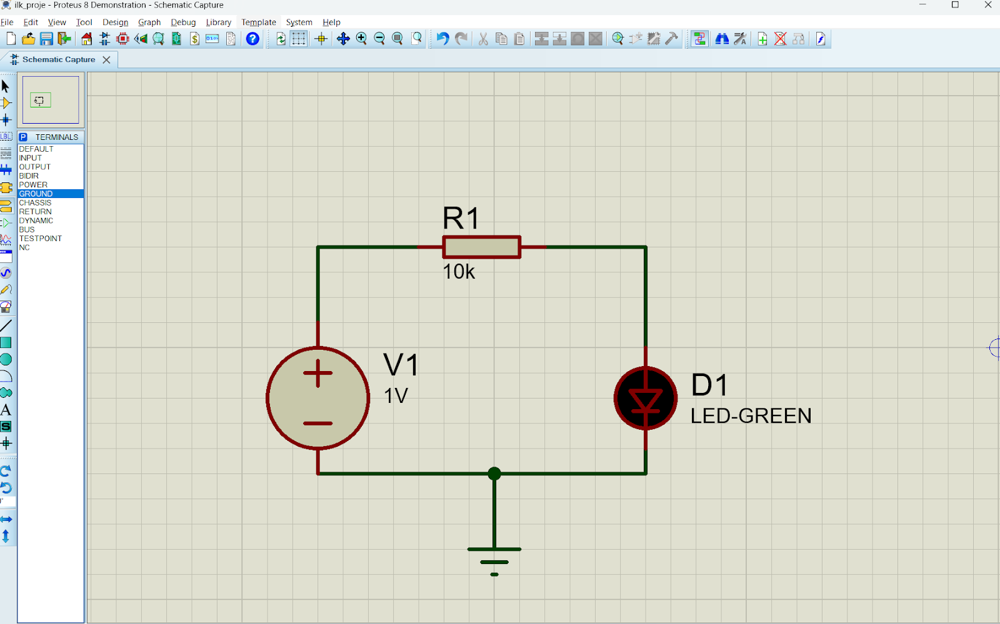 ilk_proje - Proteus 8 Demonstration - Schematic Capture
File Edit View Tool Design Graph Debug Library Template System Help
Schematic Capture
LBL
P TERMINALS
DEFAULT
INPUT
OUTPUT
BIDIR
POWER
GROUND
CHASSIS
RETURN
DYNAMIC
BUS
TESTPOINT
NC
A
S
R1
10k
V1
1V
D1
LED-GREEN